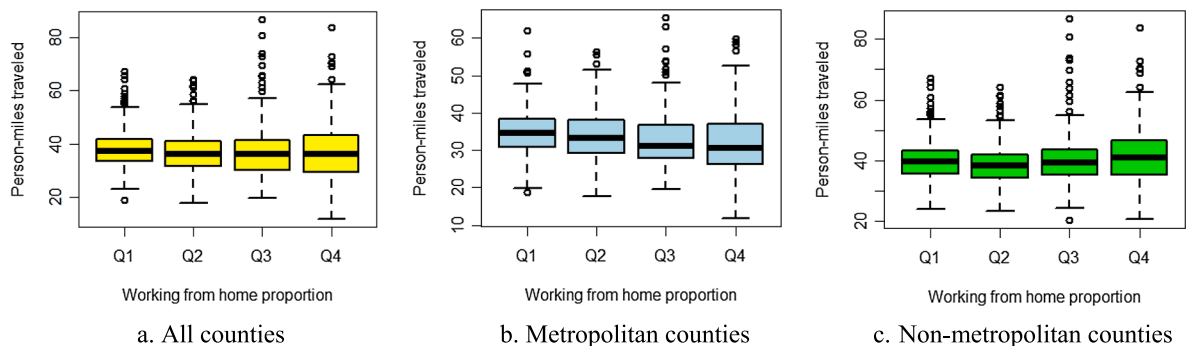 Person-miles traveled
80
60
40
20
Q1 Q2 Q3 Q4
Working from home proportion
a. All counties
Person-miles traveled
60
50
40
30
20
10
Q1 Q2 Q3 Q4
Working from home proportion
b. Metropolitan counties
Person-miles traveled
80
60
40
20
Q1 Q2 Q3 Q4
Working from home proportion
c. Non-metropolitan counties